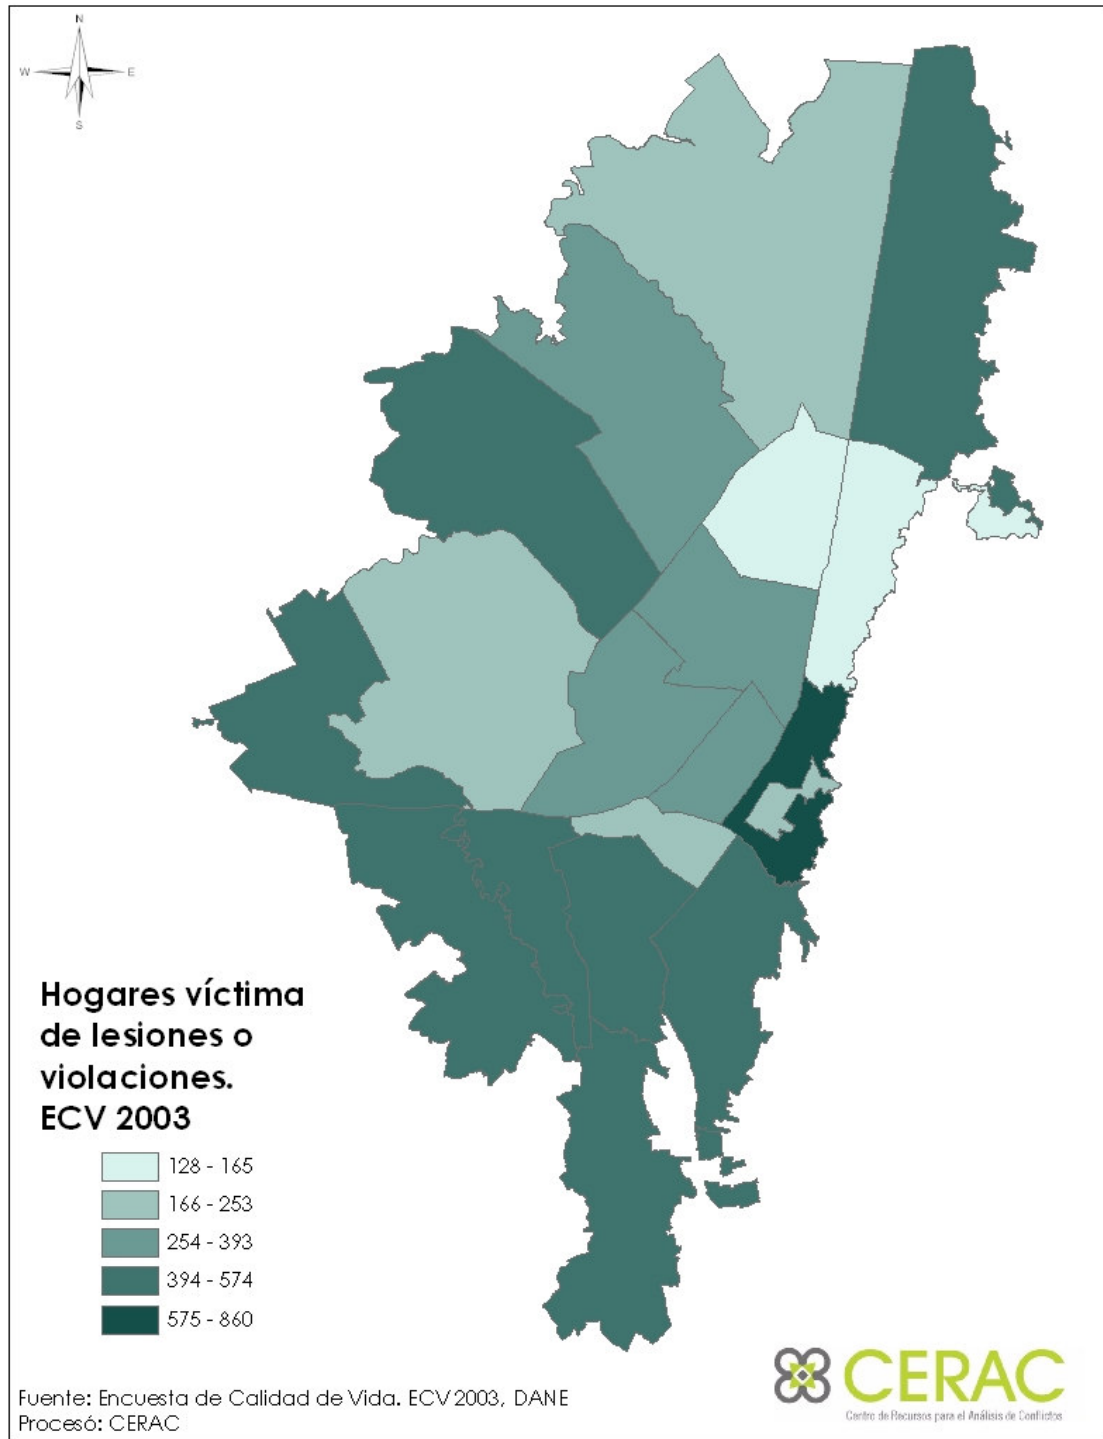 N
W E
S
Hogares víctima
de lesiones o
violaciones.
ECV 2003
128 - 165
166 - 253
254 - 393
394 - 574
575 - 860
Fuente: Encuesta de Calidad de Vida. ECV 2003, DANE
Procesó: CERAC
CERAC
Centro de Recursos para el Análisis de Conflictos